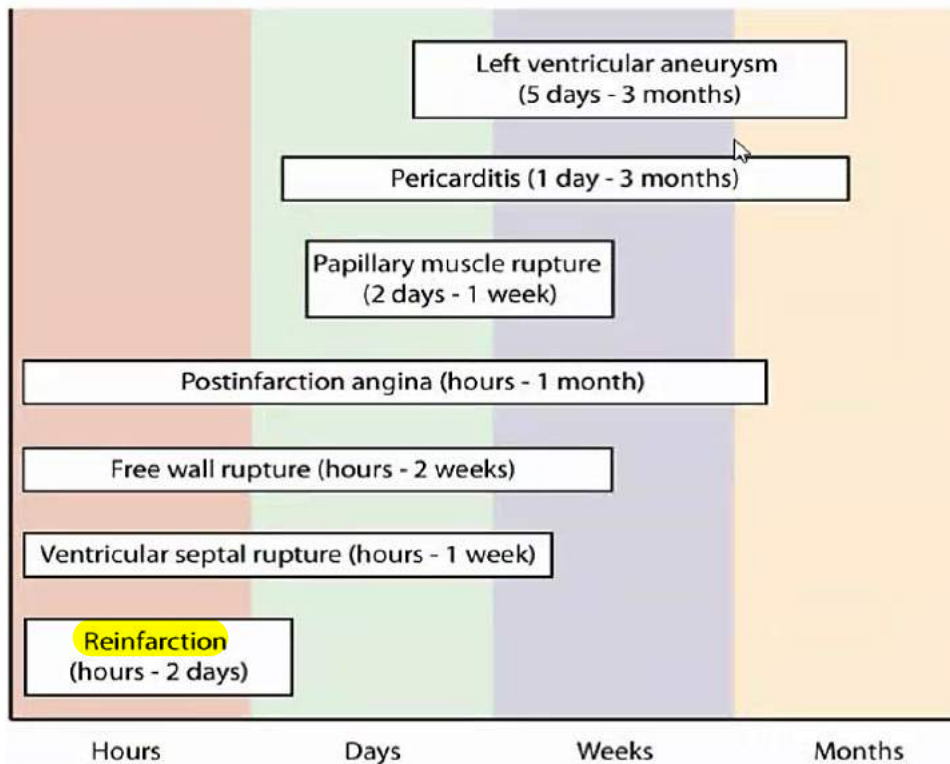 Left ventricular aneurysm
(5 days - 3 months)
Pericarditis (1 day - 3 months)
Papillary muscle rupture
(2 days - 1 week)
Postinfarction angina (hours - 1 month)
Free wall rupture (hours - 2 weeks)
Ventricular septal rupture (hours - 1 week)
Reinfarction
(hours - 2 days)
Hours Days Weeks Months